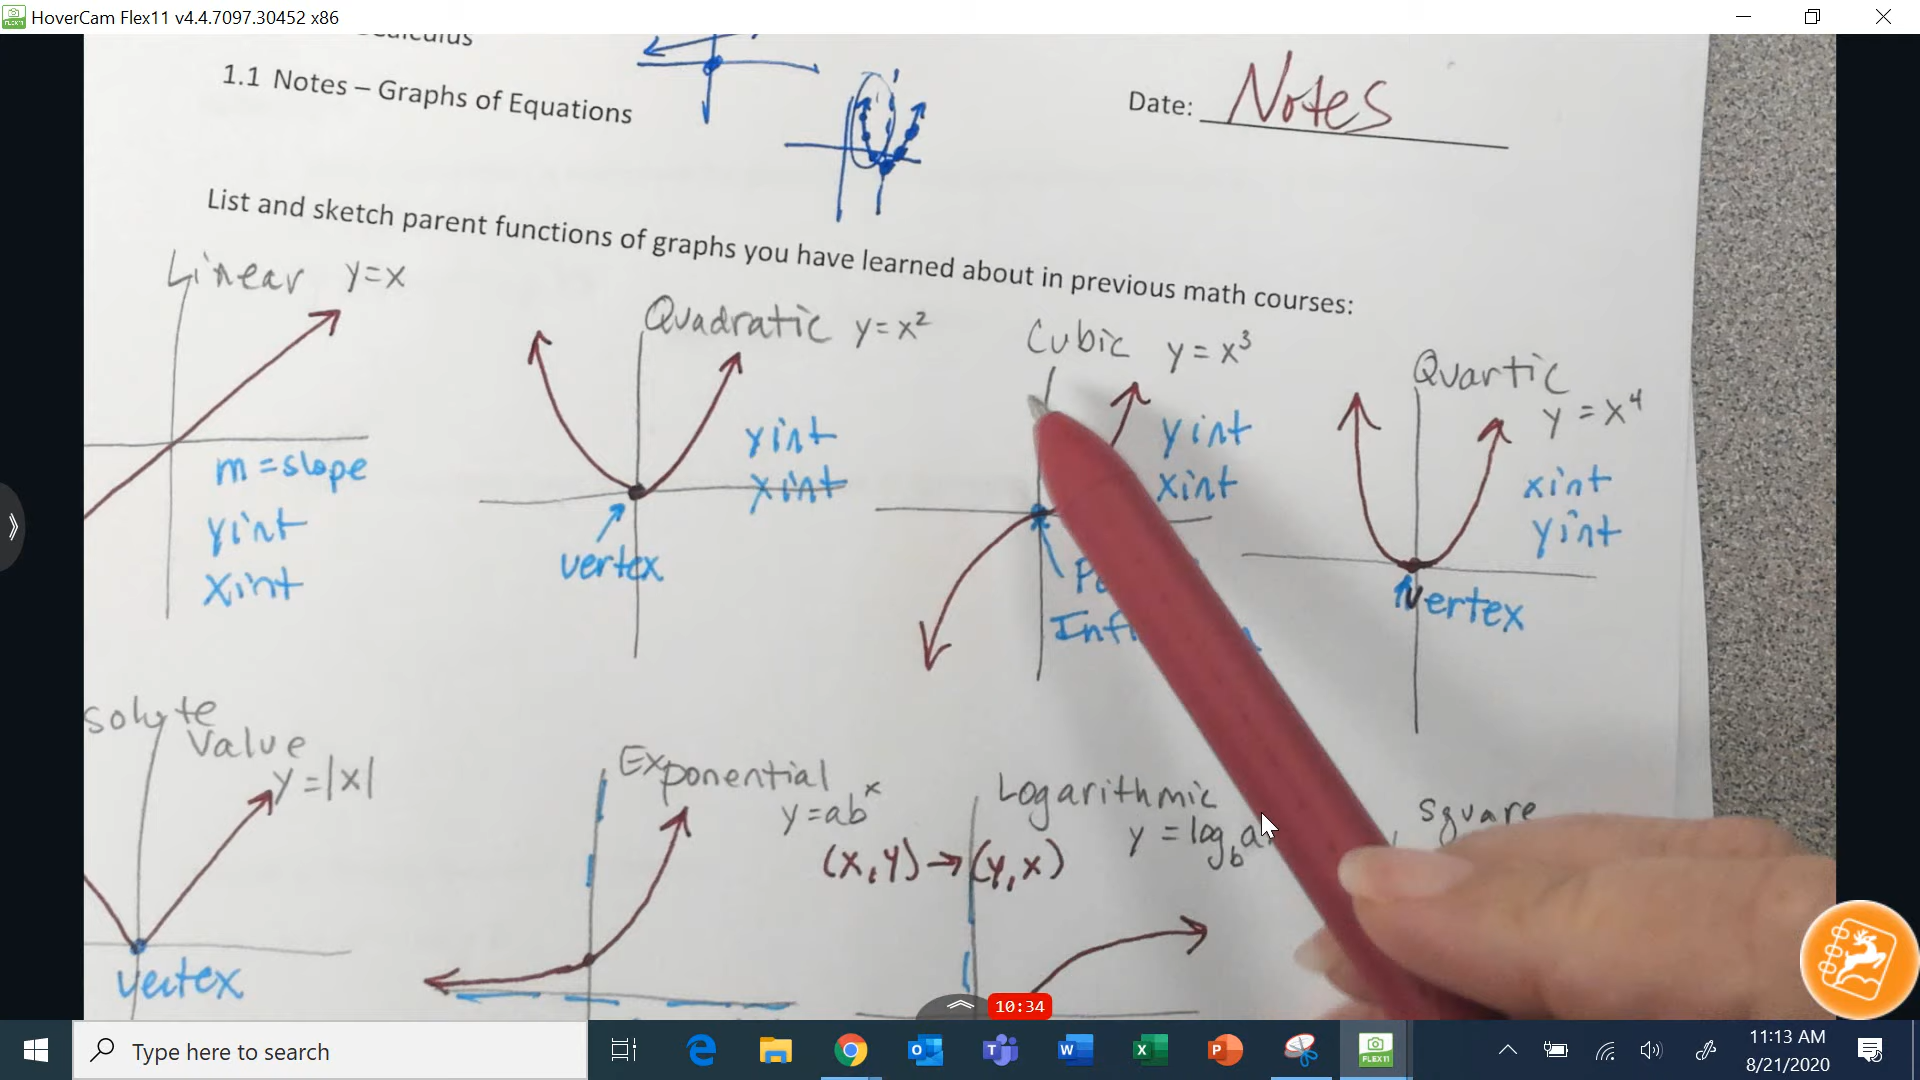 HoverCam Flex11 v4.4.7097.30452 x86
1.1 Notes – Graphs of Equations
Date: Notes
List and sketch parent functions of graphs you have learned about in previous math courses:
Linear y=x
m=slope
yint
xint
Quadratic y=x²
yint
xint
vertex
Cubic y=x³
yint
xint
Quartic
y=x⁴
xint
yint
vertex
Value
y=|x|
vertex
Exponential
y=abˣ
(x,y)→(y,x)
Logarithmic
square
10:34
Type here to search
FLEX11
11:13 AM
8/21/2020